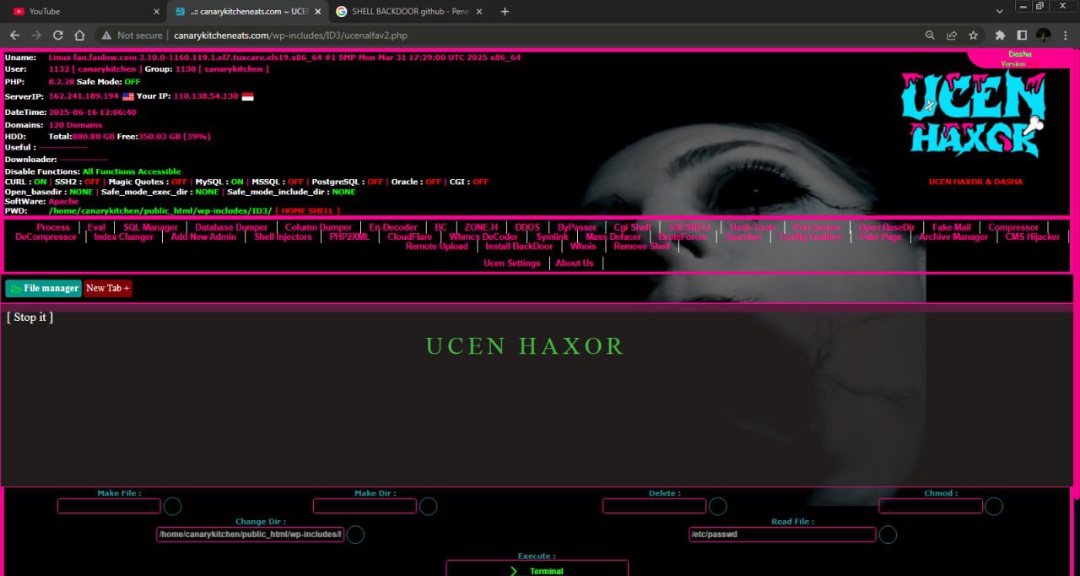 YouTube
..:: canarykitcheneats.com ~ UCEN
SHELL BACKDOOR github - Pene
Not secure | canarykitcheneats.com/wp-includes/ID3/ucenalfav2.php
Uname: Linux fan.fanlow.com 3.10.0-1160.119.1.el7.tuxcare.els19.x86_64 #1 SMP Mon Mar 31 17:29:00 UTC 2025 x86_64
User: 1132 [ canarykitchen ] Group: 1130 [ canarykitchen ]
PHP: 8.2.28 Safe Mode: OFF
ServerIP: 162.241.189.194 Your IP: 110.138.54.130
DateTime: 2025-06-16 12:06:40
Domains: 120 Domains
HDD: Total:880.88 GB Free:350.03 GB [39%]
Useful : --------------
Downloader: --------------
Disable Functions: All Functions Accessible
CURL : ON | SSH2 : OFF | Magic Quotes : OFF | MySQL : ON | MSSQL : OFF | PostgreSQL : OFF | Oracle : OFF | CGI : OFF
Open_basedir : NONE | Safe_mode_exec_dir : NONE | Safe_mode_include_dir : NONE
SoftWare: Apache
PWD: /home/canarykitchen/public_html/wp-includes/ID3/ [ HOME SHELL ]
Dasha
Version
UCEN
HAXOR
UCEN HAXOR & DASHA
Process | Eval | SQL Manager | Database Dumper | Column Dumper | En-Decoder | BC | ZONE-H | DDOS | ByPasser | Cgi Shell | Open BaseDir | Fake Mail | Compressor
DeCompressor | Index Changer | Add New Admin | Shell Injectors | PHP2XML | CloudFlare | Whmcs DeCoder | Symlink | Mass Defacer | BruteForcer | Searcher | Config Grabber | Fake Page | Archive Manager | CMS Hijacker
Remote Upload | Install BackDoor | Whois | Remove Shell
Ucen Settings | About Us
File manager
New Tab +
[ Stop it ]
UCEN HAXOR
Make File :
Make Dir :
Delete :
Chmod :
Change Dir :
/home/canarykitchen/public_html/wp-includes/I
Read File :
/etc/passwd
Execute :
Terminal